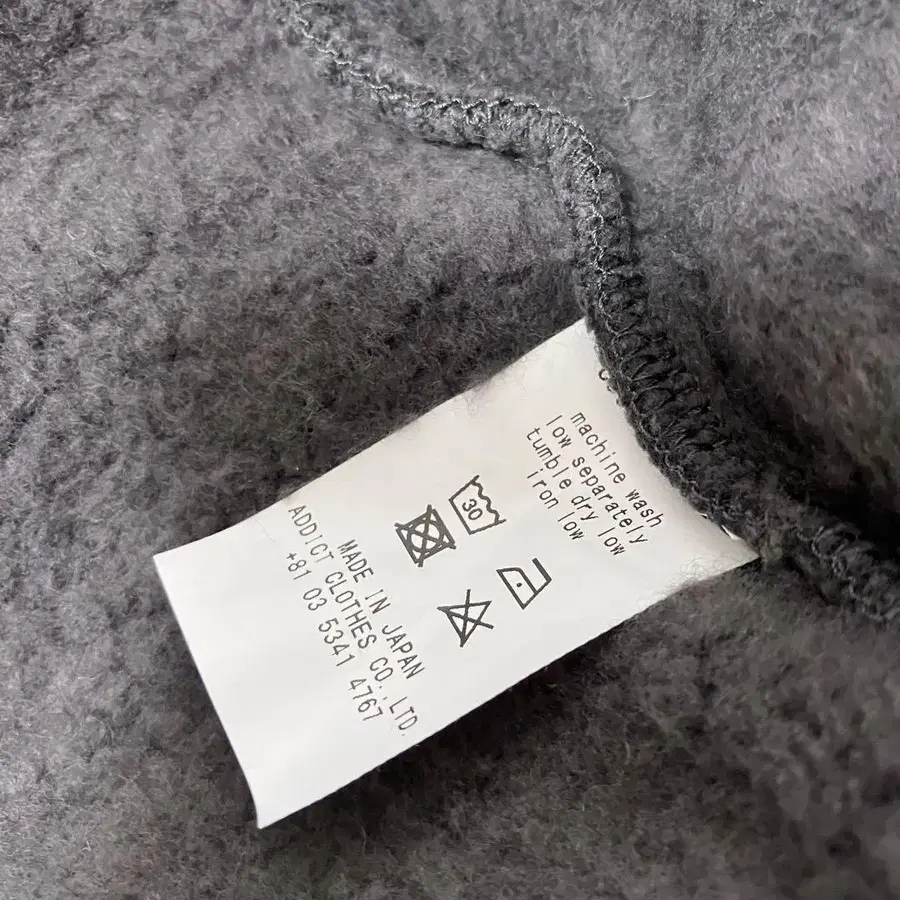 machine wash
low separately
tumble dry low
iron low
30
MADE IN JAPAN
ADDICT CLOTHES CO.,LTD.
+81 03 5341 4767